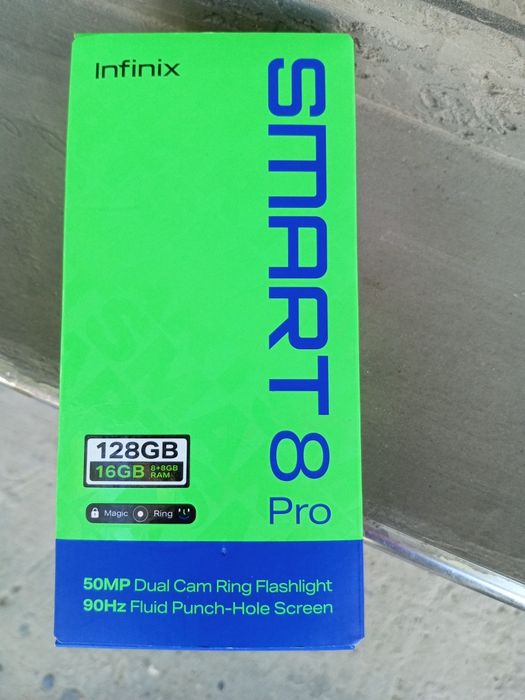 Infinix
SMART 8
Pro
128GB
16GB 8+8GB RAM
Magic Ring
50MP Dual Cam Ring Flashlight
90Hz Fluid Punch-Hole Screen